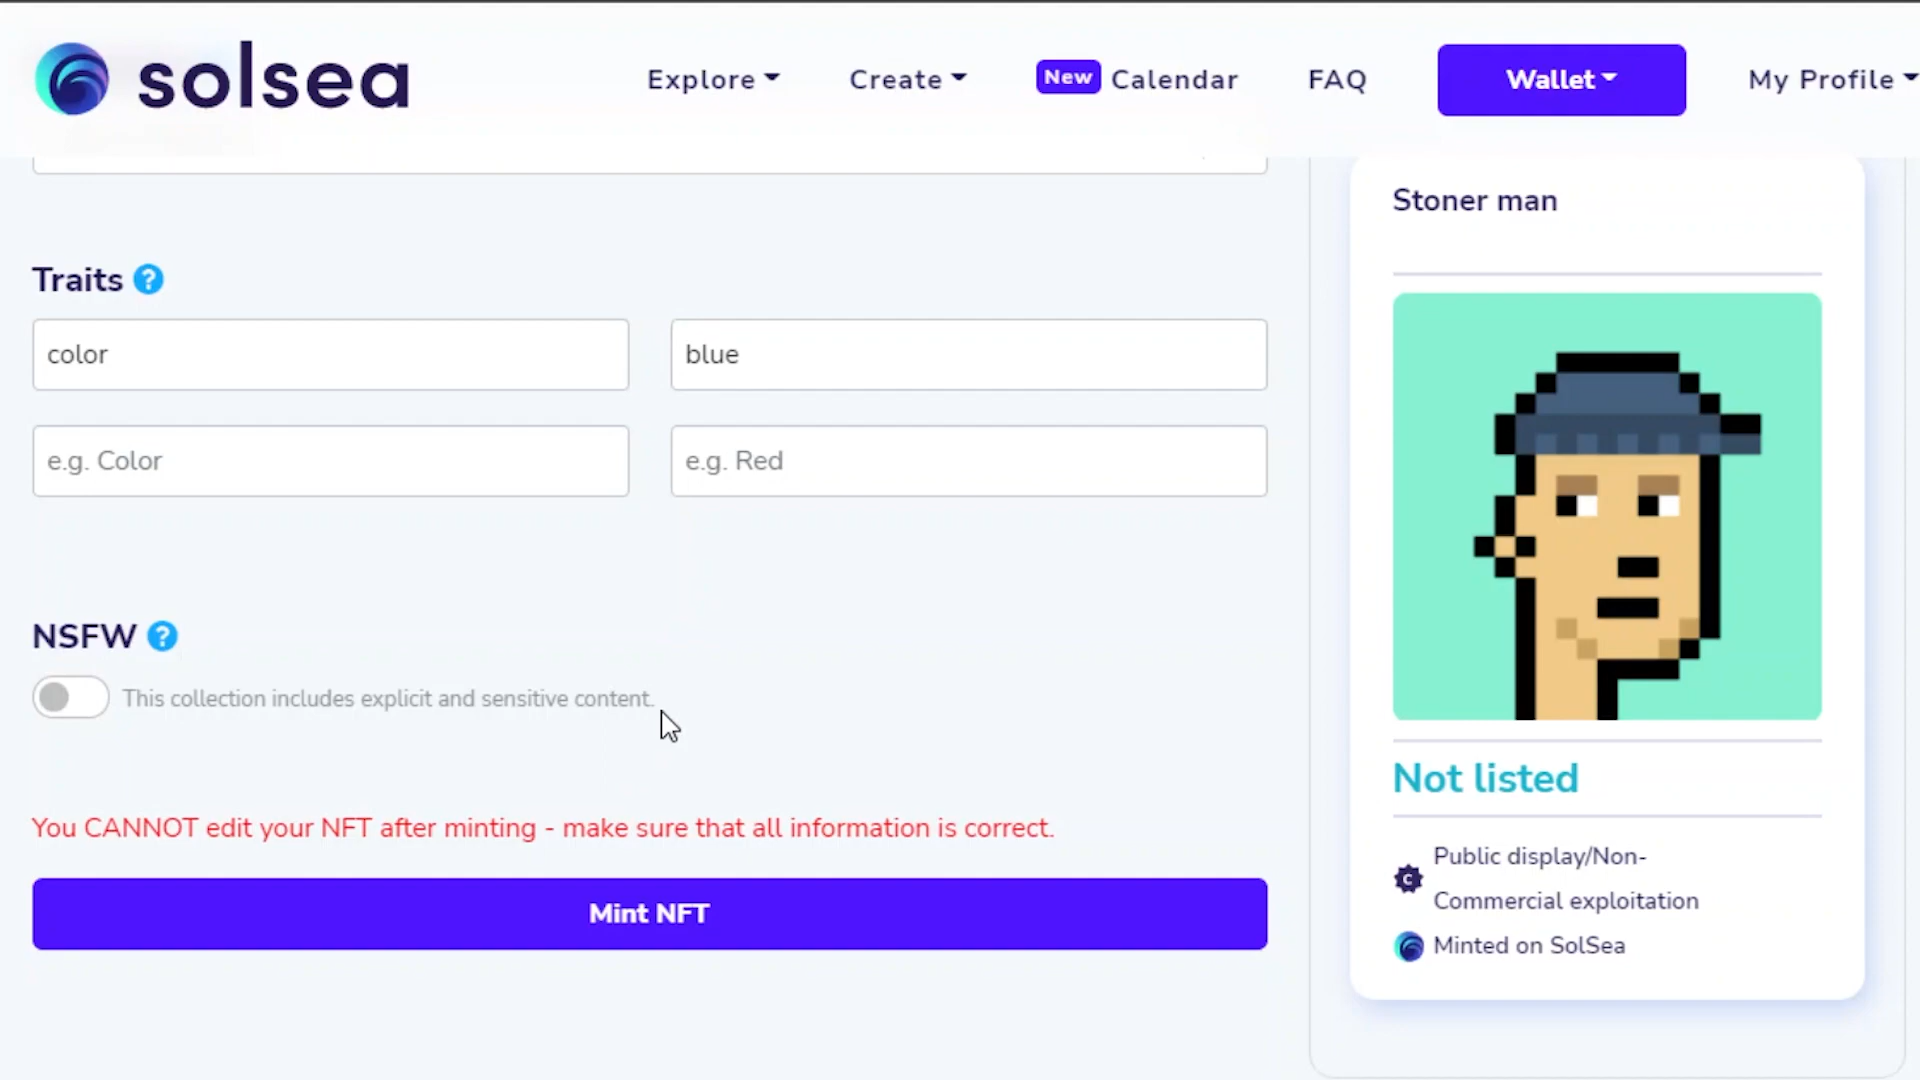 solsea
Explore
Create
New Calendar
FAQ
Wallet
My Profile
Traits ?
color
blue
e.g. Color
e.g. Red
NSFW ?
This collection includes explicit and sensitive content.
You CANNOT edit your NFT after minting - make sure that all information is correct.
Mint NFT
Stoner man
Not listed
C
Public display/Non-
Commercial exploitation
Minted on SolSea